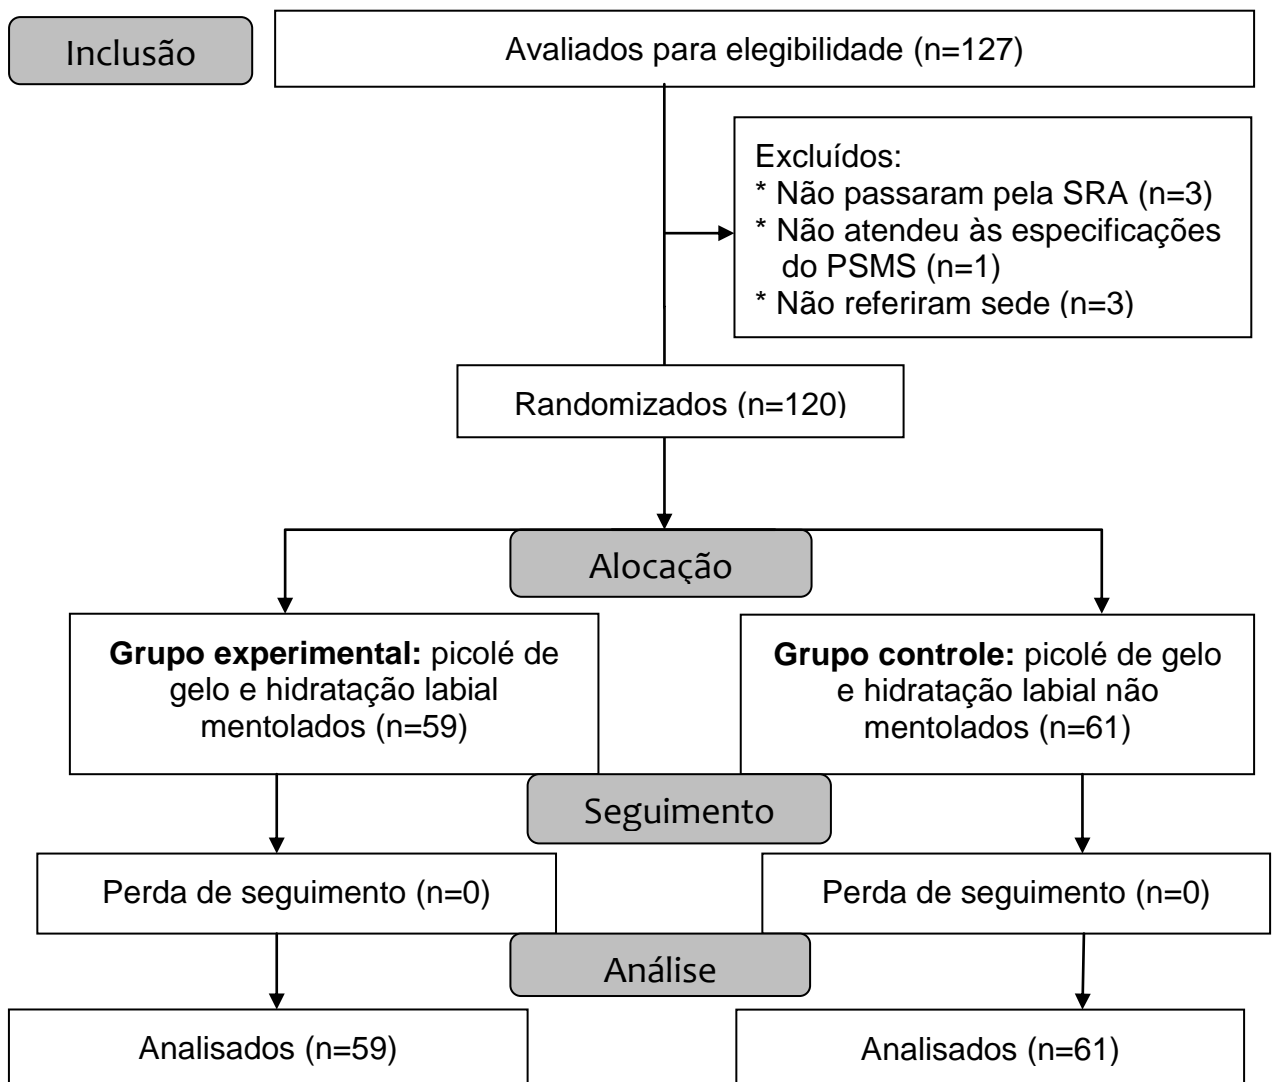 Inclusão
Avaliados para elegibilidade (n=127)
Excluídos:
* Não passaram pela SRA (n=3)
* Não atendeu às especificações
do PSMS (n=1)
* Não referiram sede (n=3)
Randomizados (n=120)
Alocação
Grupo experimental: picolé de
gelo e hidratação labial
mentolados (n=59)
Grupo controle: picolé de gelo
e hidratação labial não
mentolados (n=61)
Seguimento
Perda de seguimento (n=0)
Perda de seguimento (n=0)
Análise
Analisados (n=59)
Analisados (n=61)